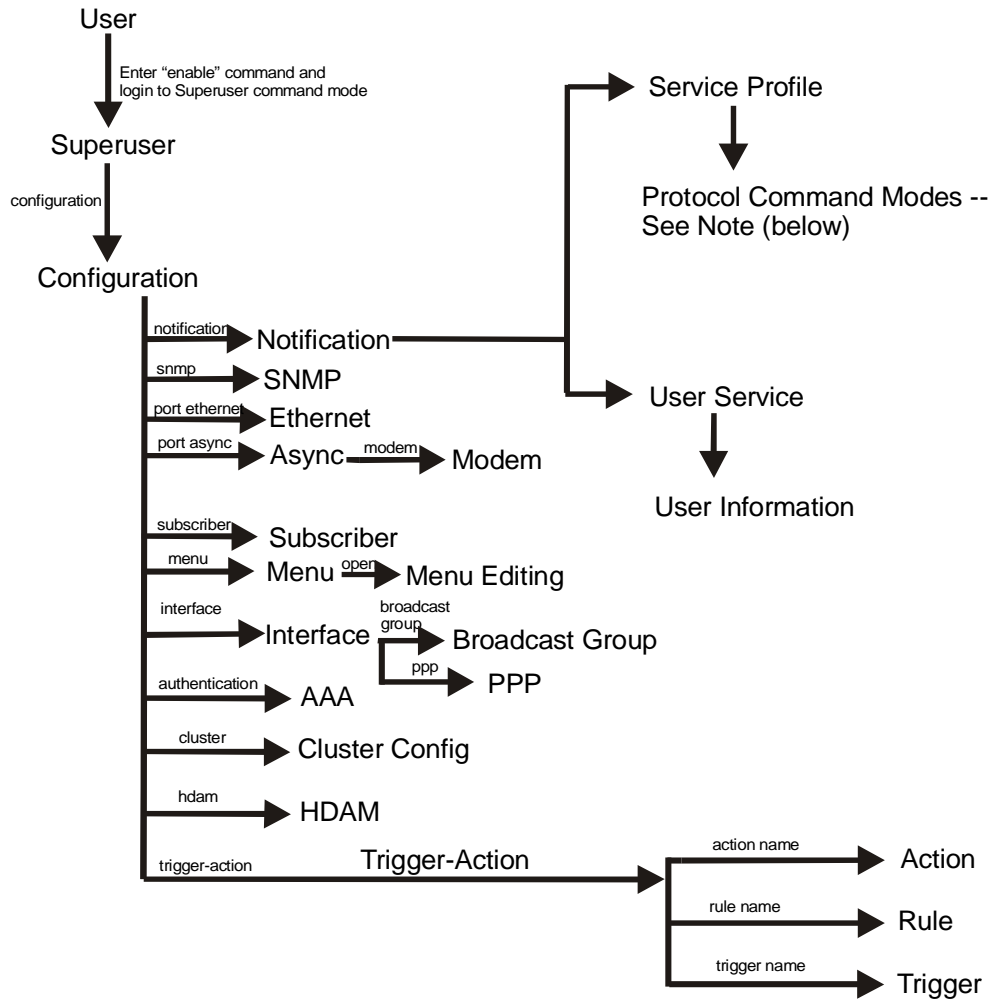 User
Enter “enable” command and
login to Superuser command mode
Superuser
configuration
Configuration
notification
Notification
snmp
SNMP
port ethernet
Ethernet
port async
Async
modem
Modem
subscriber
Subscriber
menu
Menu
open
Menu Editing
interface
Interface
broadcast
group
Broadcast Group
ppp
PPP
authentication
AAA
cluster
Cluster Config
hdam
HDAM
trigger-action
Trigger-Action
action name
Action
rule name
Rule
trigger name
Trigger
Service Profile
Protocol Command Modes --
See Note (below)
User Service
User Information